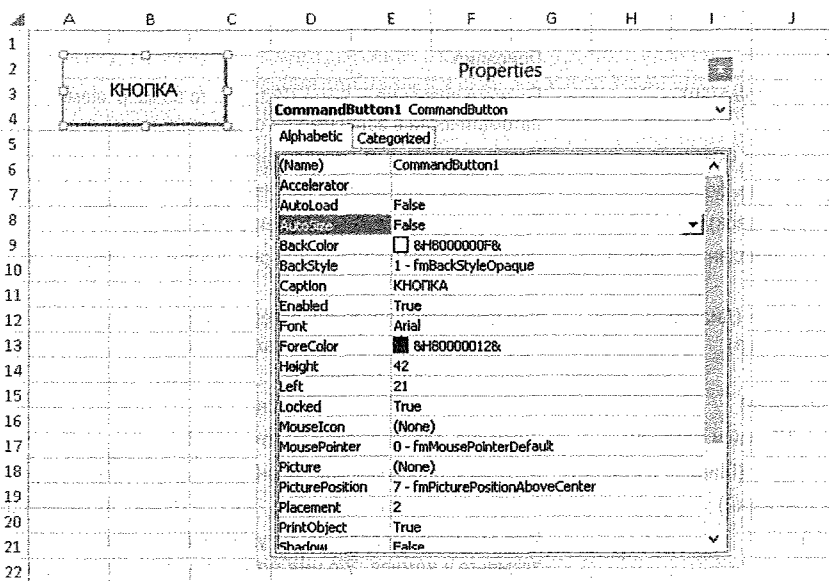 A B C D E F G H I J
1
2 Properties
3 КНОПКА
4 CommandButton1 CommandButton
5 Alphabetic Categorized
6 (Name) CommandButton1
Accelerator
7 AutoLoad False
8 AutoSize False
9 BackColor &H8000000F&
10 BackStyle 1 - fmBackStyleOpaque
11 Caption КНОПКА
Enabled True
12 Font Arial
13 ForeColor &H80000012&
14 Height 42
15 Left 21
Locked True
16 MouseIcon (None)
17 MousePointer 0 - fmMousePointerDefault
18 Picture (None)
19 PicturePosition 7 - fmPicturePositionAboveCenter
Placement 2
20 PrintObject True
21 Shadow False
22